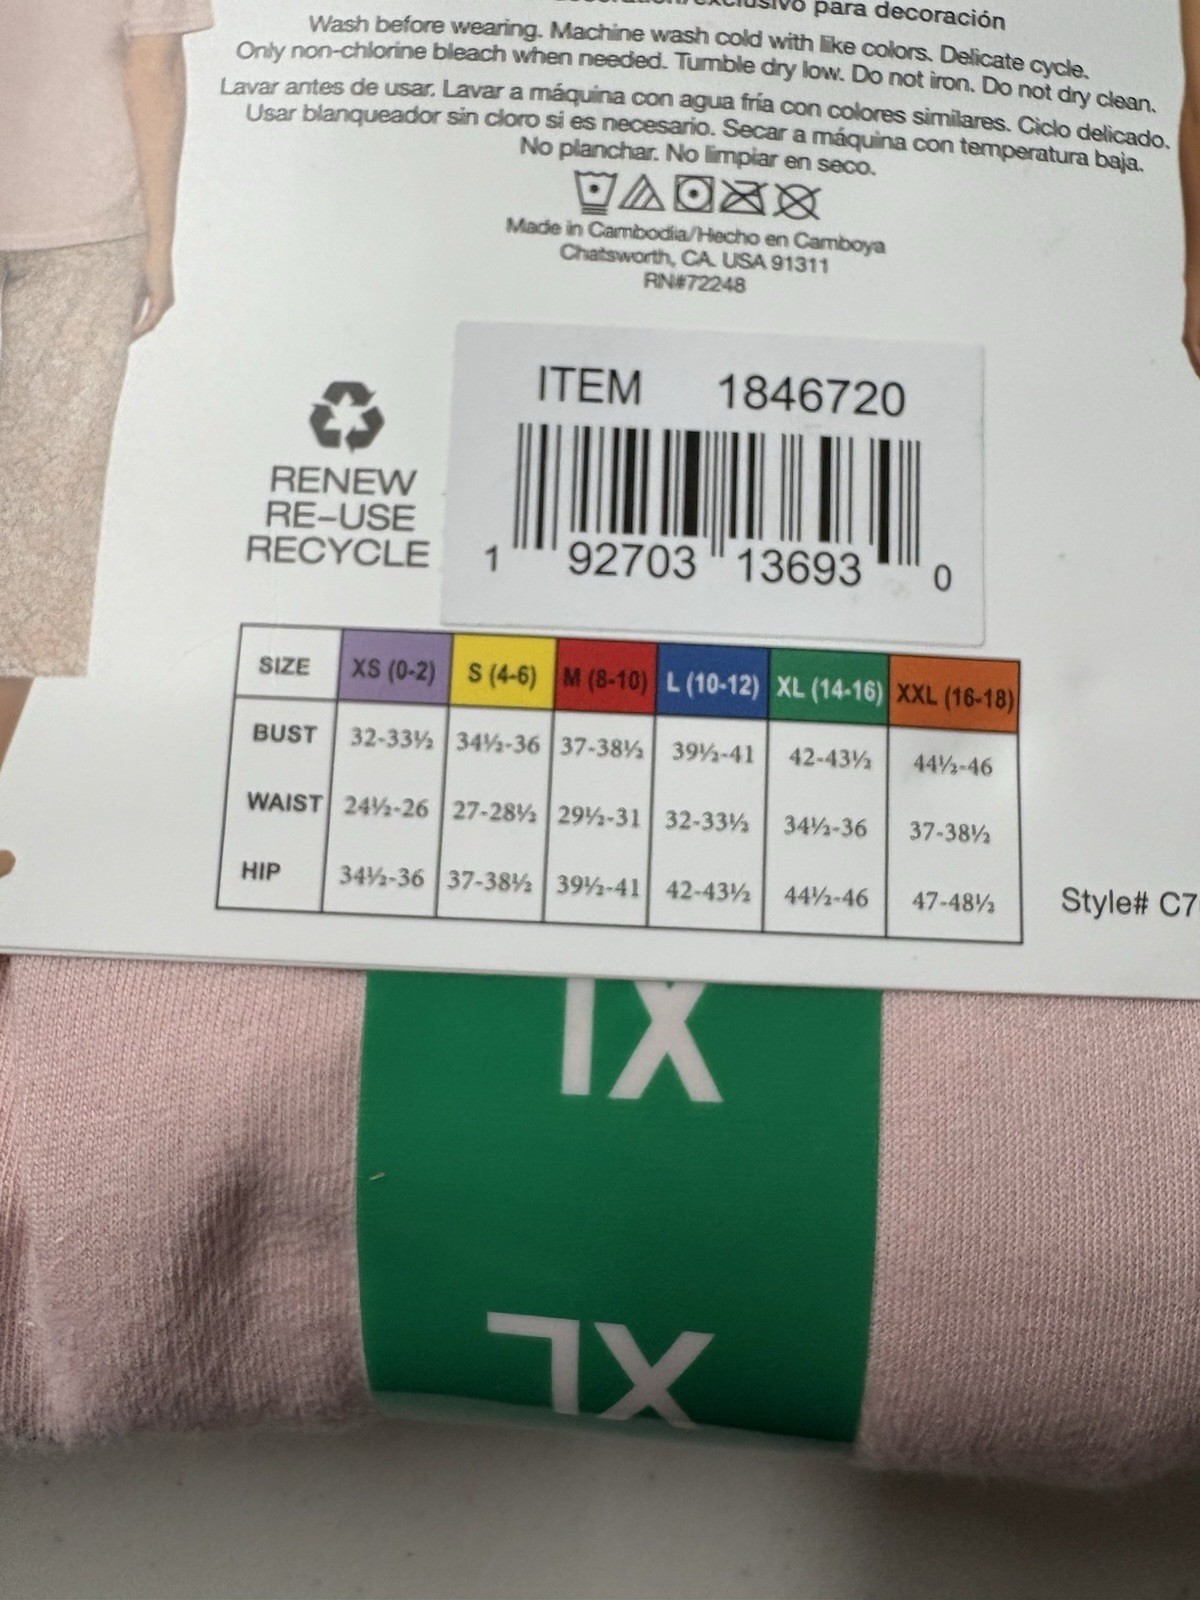 para decoración
Wash before wearing. Machine wash cold with like colors. Delicate cycle.
Only non-chlorine bleach when needed. Tumble dry low. Do not iron. Do not dry clean.
Lavar antes de usar. Lavar a máquina con agua fría con colores similares. Ciclo delicado.
Usar blanqueador sin cloro si es necesario. Secar a máquina con temperatura baja.
No planchar. No limpiar en seco.
Made in Cambodia/Hecho en Camboya
Chatsworth, CA. USA 91311
RN#72248
ITEM 1846720
1 92703 13693 0
RENEW
RE-USE
RECYCLE
SIZE XS (0-2) S (4-6) M (8-10) L (10-12) XL (14-16) XXL (16-18)
BUST 32-33½ 34½-36 37-38½ 39½-41 42-43½ 44½-46
WAIST 24½-26 27-28½ 29½-31 32-33½ 34½-36 37-38½
HIP 34½-36 37-38½ 39½-41 42-43½ 44½-46 47-48½
Style# C7
XL
XL